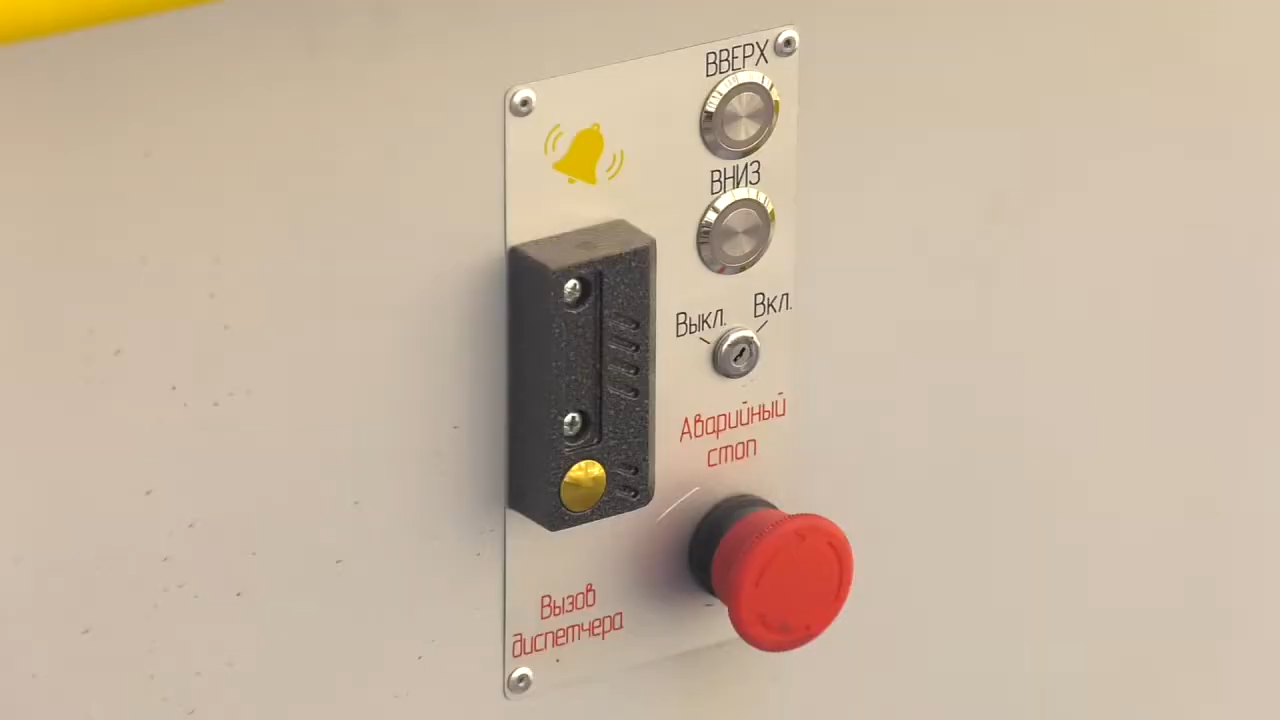 ВВЕРХ
ВНИЗ
Выкл.
Вкл.
Аварийный
стоп
Вызов
диспетчера